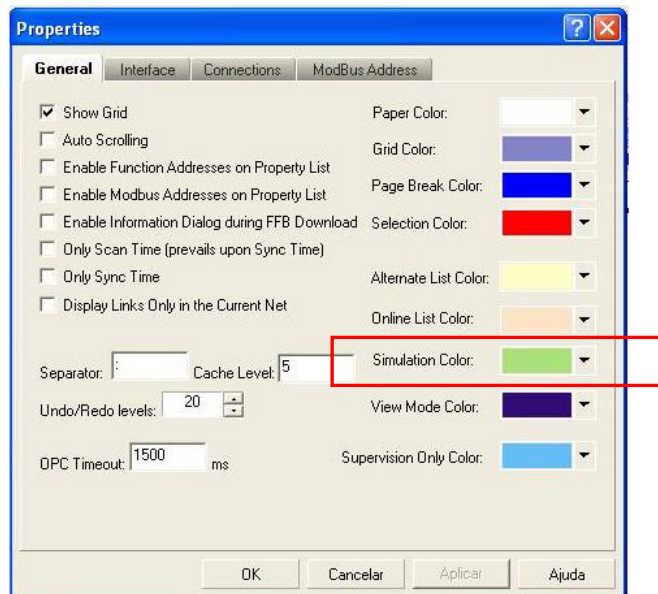 Properties
General Interface Connections ModBus Address
Show Grid
Auto Scrolling
Enable Function Addresses on Property List
Enable Modbus Addresses on Property List
Enable Information Dialog during FFB Download
Only Scan Time (prevails upon Sync Time)
Only Sync Time
Display Links Only in the Current Net
Separator: : Cache Level: 5
Undo/Redo levels: 20
OPC Timeout: 1500 ms
Paper Color:
Grid Color:
Page Break Color:
Selection Color:
Alternate List Color:
Online List Color:
Simulation Color:
View Mode Color:
Supervision Only Color:
OK Cancelar Aplicar Ajuda